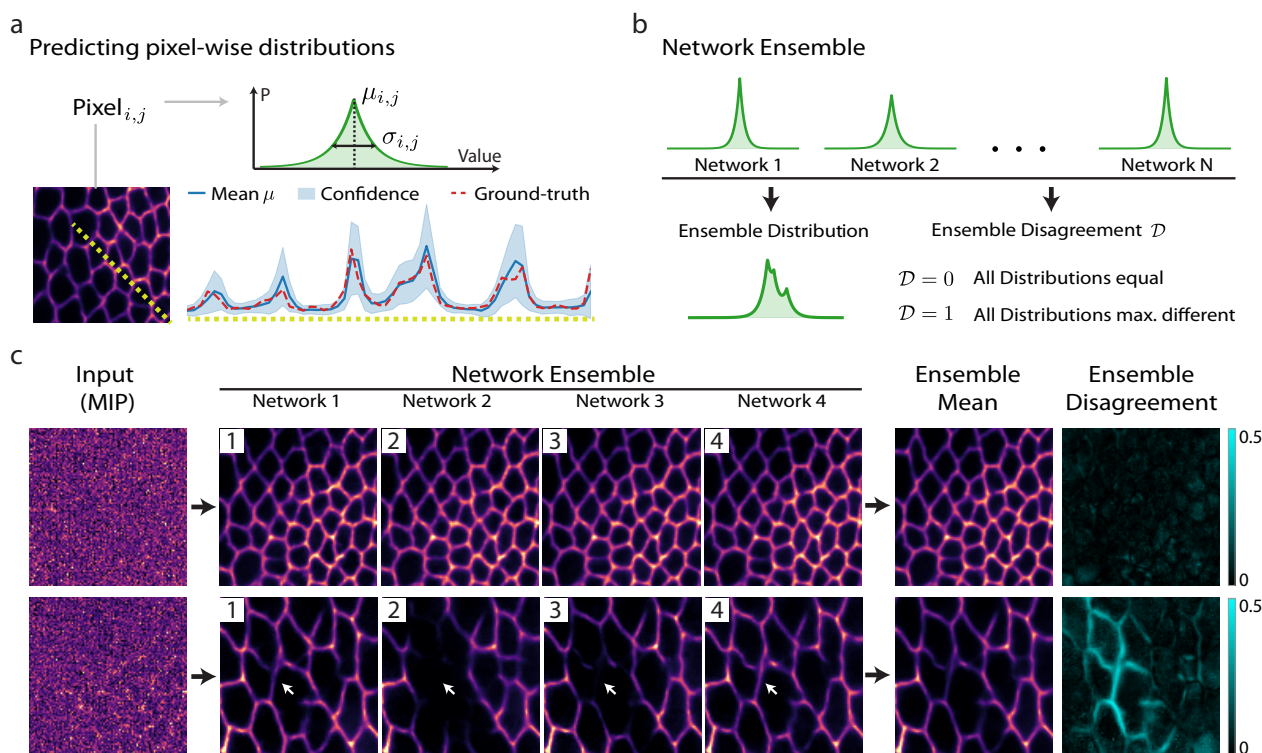 a
Predicting pixel-wise distributions
Pixel i,j
P
μi,j
σi,j
Value
Mean μ
Confidence
Ground-truth
b
Network Ensemble
Network 1
Network 2
• • •
Network N
Ensemble Distribution
Ensemble Disagreement 𝒟
𝒟 = 0 All Distributions equal
𝒟 = 1 All Distributions max. different
c
Input
(MIP)
Network Ensemble
Network 1
Network 2
Network 3
Network 4
Ensemble
Mean
Ensemble
Disagreement
1
2
3
4
0.5
0
1
2
3
4
0.5
0